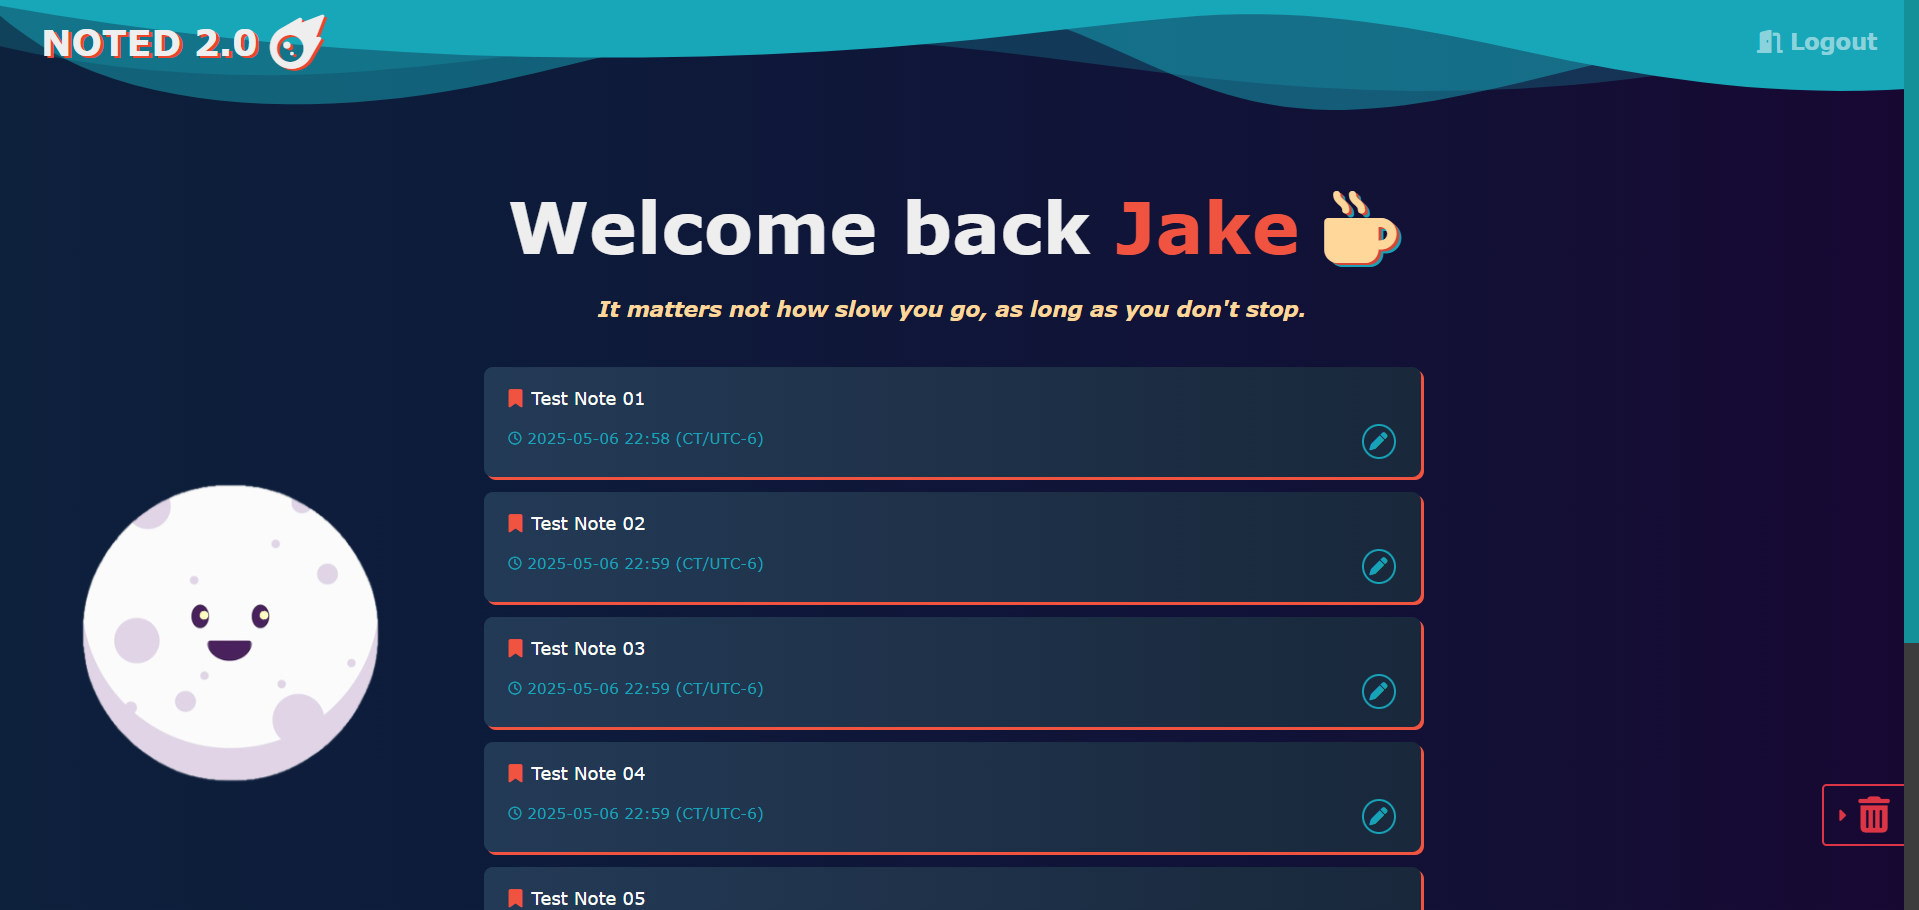 NOTED 2.0
Logout
Welcome back Jake
It matters not how slow you go, as long as you don't stop.
Test Note 01
2025-05-06 22:58 (CT/UTC-6)
Test Note 02
2025-05-06 22:59 (CT/UTC-6)
Test Note 03
2025-05-06 22:59 (CT/UTC-6)
Test Note 04
2025-05-06 22:59 (CT/UTC-6)
Test Note 05